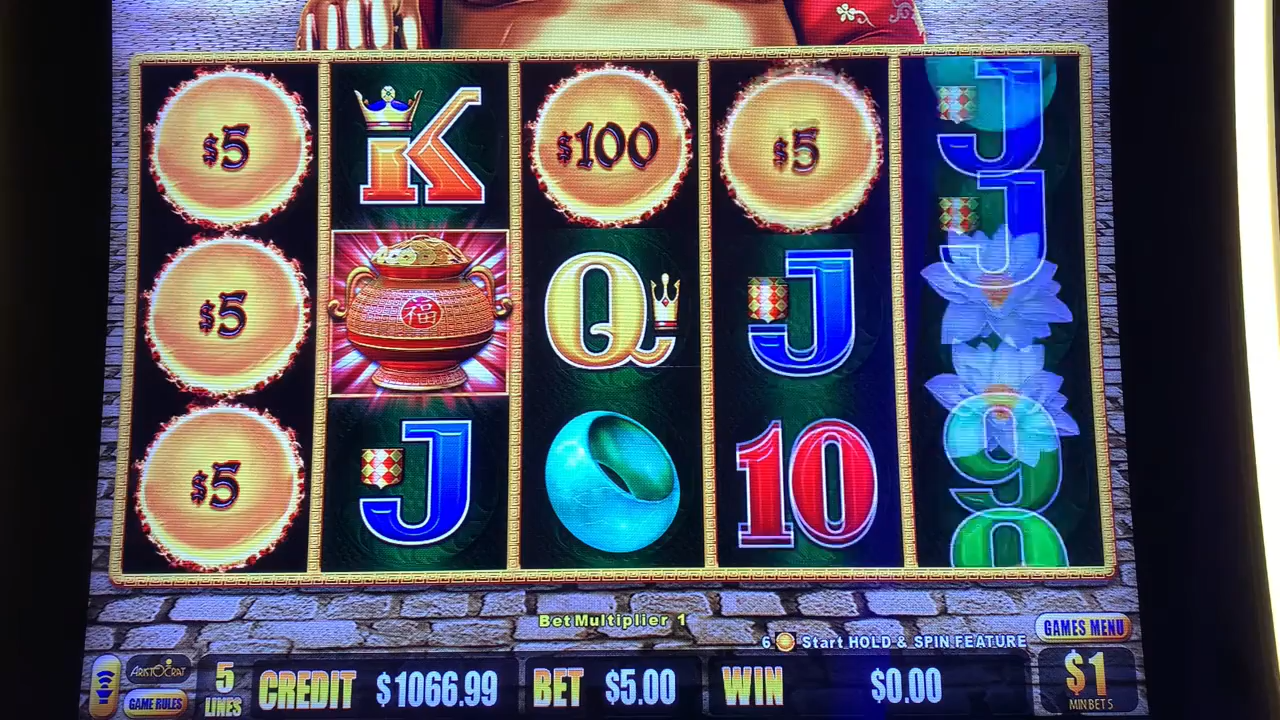 $5
K
$100
$5
J
J
$5
福
Q
J
$5
J
10
9
9
Bet Multiplier 1
6 Start HOLD & SPIN FEATURE
GAMES MENU
ARISTOCRAT
GAME RULES
5
LINES
CREDIT $1066.99
BET $5.00
WIN $0.00
$1
MIN BET 5